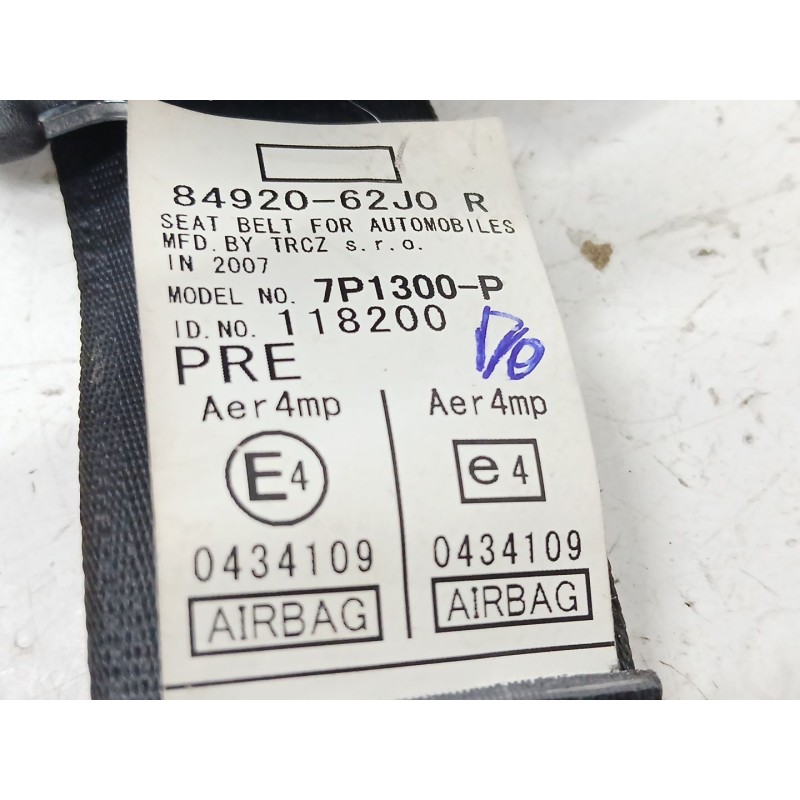 84920-62J0 R
SEAT BELT FOR AUTOMOBILES
MFD. BY TRCZ s.r.o.
IN 2007
MODEL NO. 7P1300-P
ID. NO. 118200
PRE
Aer4mp Aer4mp
E4 e4
0434109 0434109
AIRBAG AIRBAG